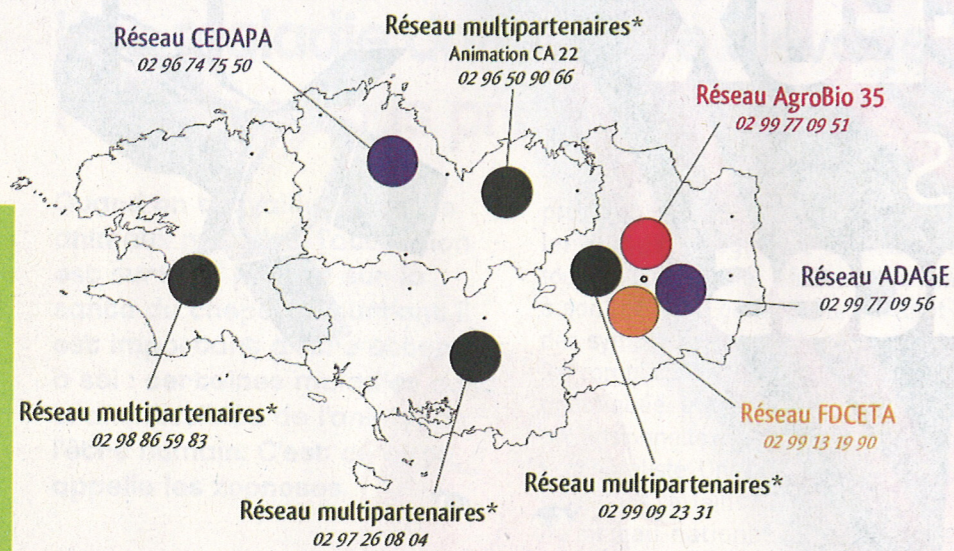 Réseau CEDAPA
02 96 74 75 50
Réseau multipartenaires*
Animation CA 22
02 96 50 90 66
Réseau AgroBio 35
02 99 77 09 51
Réseau ADAGE
02 99 77 09 56
Réseau multipartenaires*
02 98 86 59 83
Réseau FDCETA
02 99 13 19 90
Réseau multipartenaires*
02 97 26 08 04
Réseau multipartenaires*
02 99 09 23 31